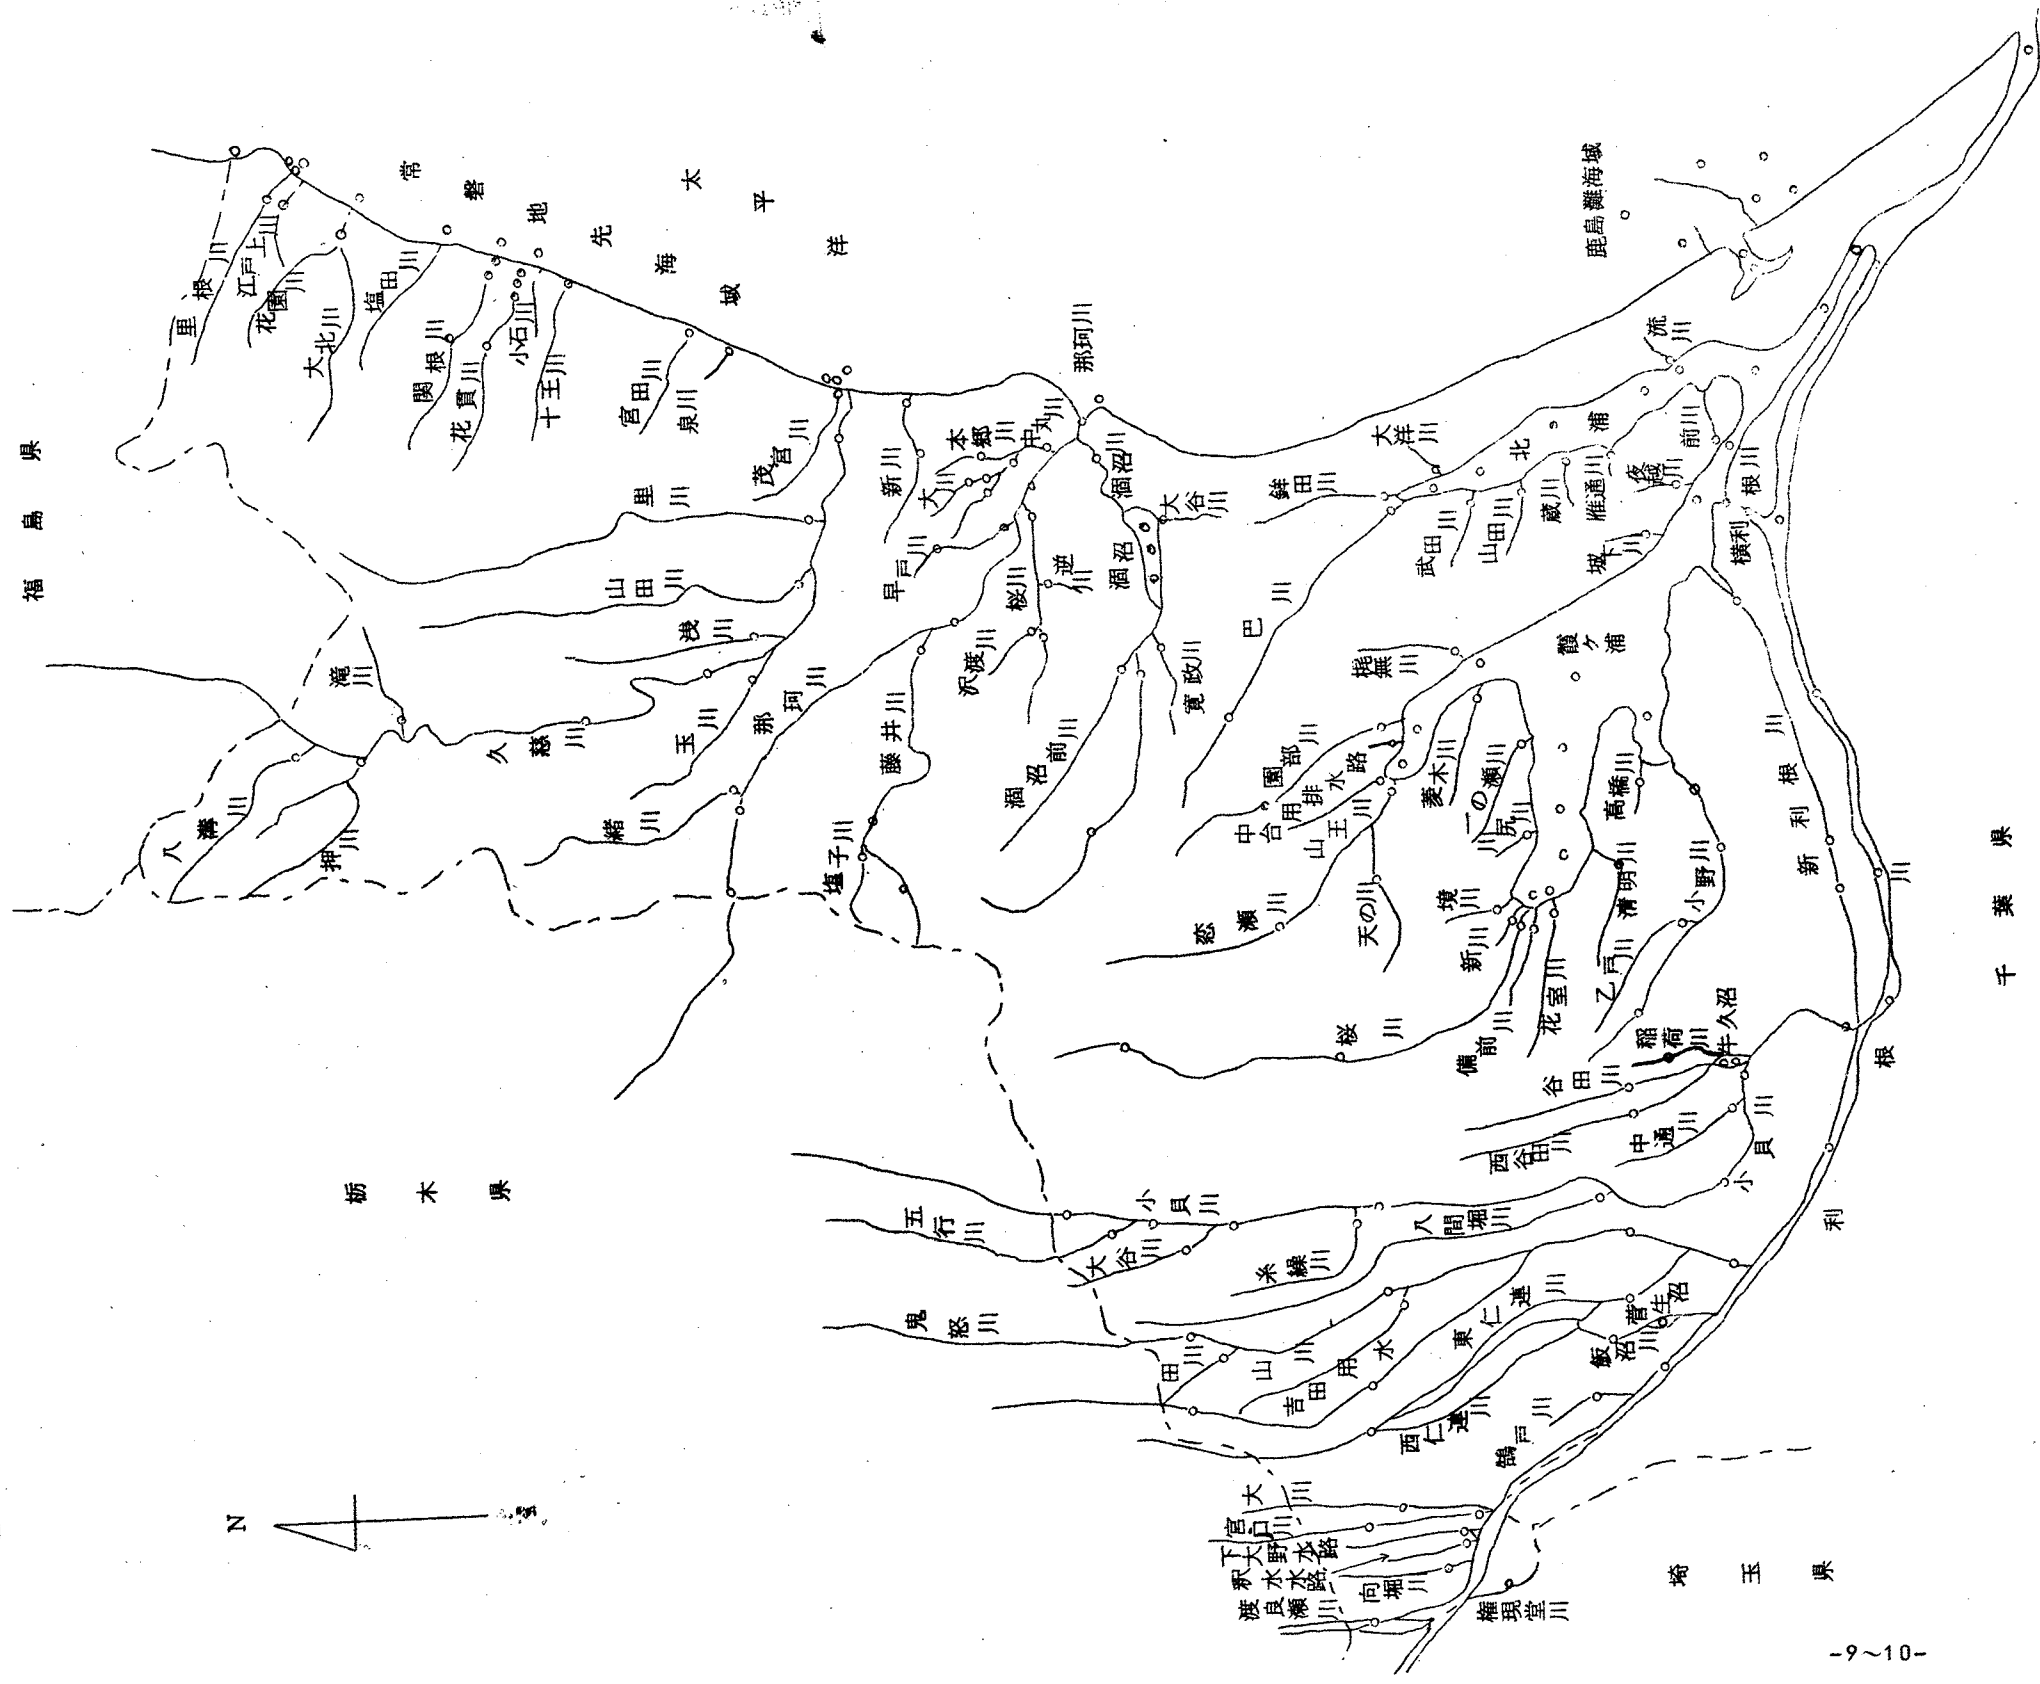 福島県
栃木県
埼玉県
千葉県
N
常磐地先海域
太平洋
鹿島灘海域
里根川
江戸上川
花園川
大北川
塩田川
関根川
花貫川
小石川
十王川
宮田川
泉川
茂宮川
里川
山田川
浅川
滝川
久慈川
玉川
八溝川
押川
緒川
那珂川
那珂川
新川
本郷川
中丸川
大川
早戸川
桜川
逆川
沢渡川
藤井川
塩子川
涸沼川
涸沼
大谷川
寛政川
涸沼前川
鉾田川
大洋川
巴川
武田川
山田川
蔵川
雁通川
北浦
流川
前川
夜越川
城下川
横利根川
霞ヶ浦
梶無川
園部川
中台用排水路
山王川
恋瀬川
天の川
菱木川
一の瀬川
川尻川
境川
新川
桜川
備前川
花室川
清明川
高橋川
小野川
乙戸川
新利根川
利根川
稲荷川
牛久沼
谷田川
西谷田川
中通川
小貝川
小貝川
五行川
大谷川
糸繰川
八間堀川
鬼怒川
田川
山川
吉田用水
東仁連川
西仁連川
飯沼川
菅生沼
鵠戸川
大川
宮戸川
下大野水路
釈水水路
向堀川
渡良瀬川
権現堂川
-9〜10-